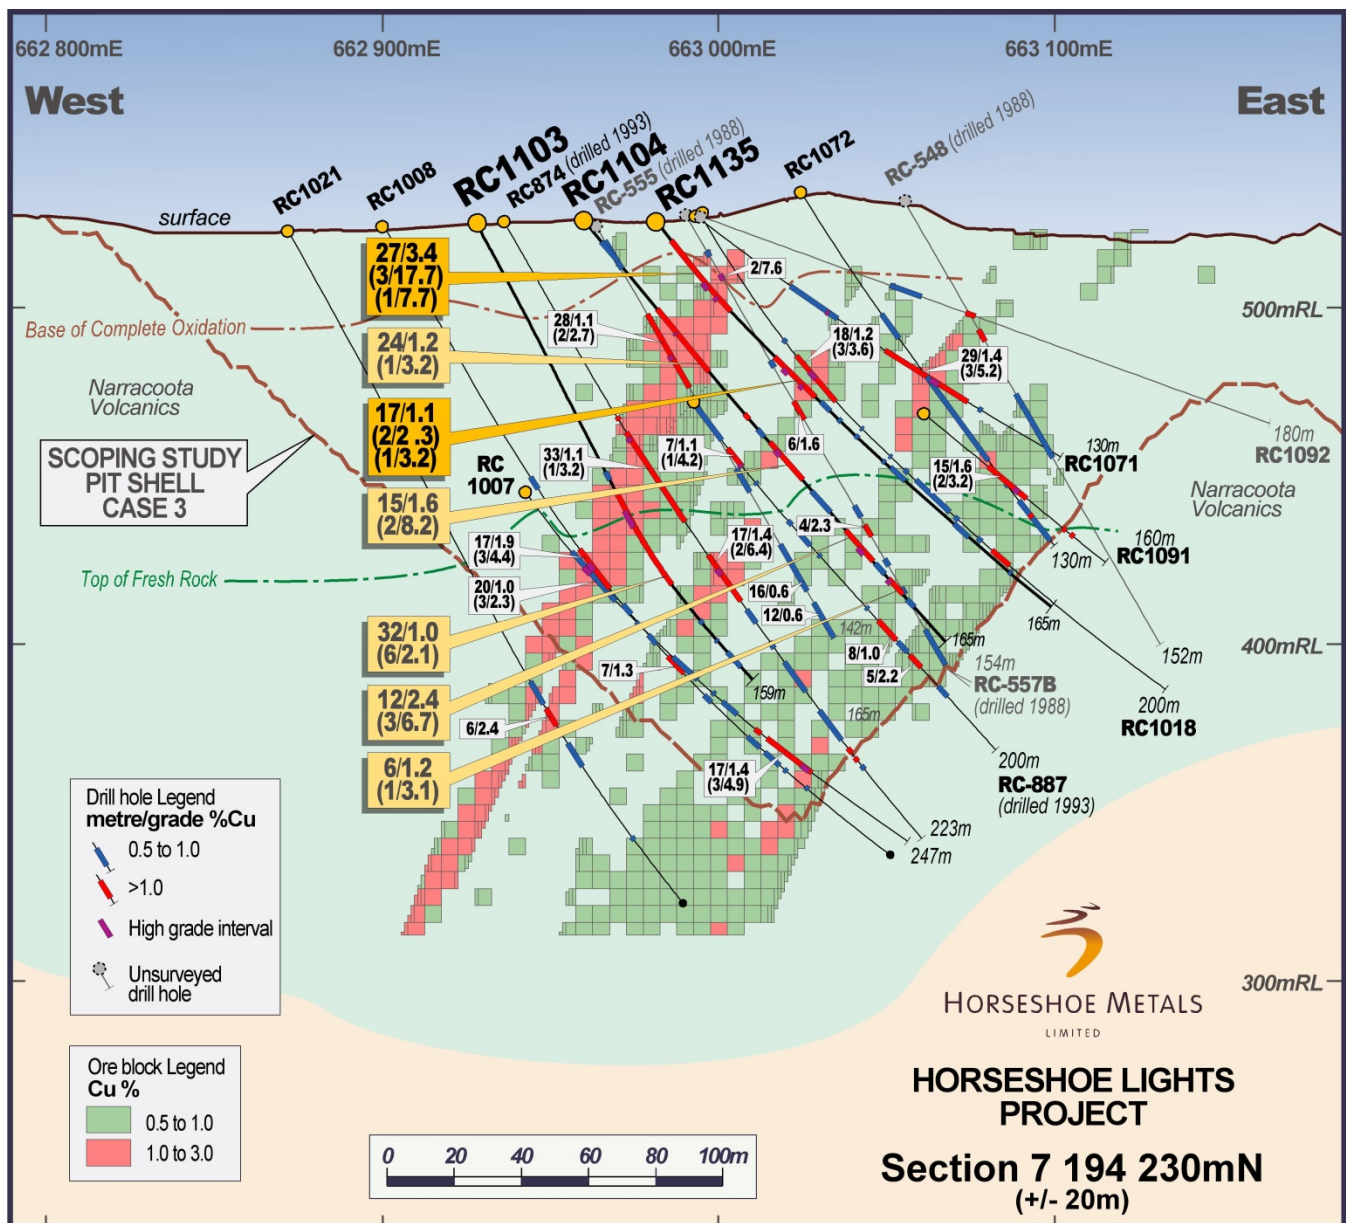 662 800mE
662 900mE
663 000mE
663 100mE
West
East
RC1021
RC1008
RC1103
RC874 (drilled 1993)
RC1104
RC-555 (drilled 1988)
RC1135
RC1072
RC-548 (drilled 1988)
surface
27/3.4
(3/17.7)
(1/7.7)
2/7.6
500mRL
Base of Complete Oxidation
28/1.1
(2/2.7)
24/1.2
(1/3.2)
18/1.2
(3/3.6)
29/1.4
(3/5.2)
Narracoota
Volcanics
17/1.1
(2/2 .3)
(1/3.2)
SCOPING STUDY
PIT SHELL
CASE 3
RC
1007
33/1.1
(1/3.2)
7/1.1
(1/4.2)
6/1.6
15/1.6
(2/3.2)
130m
RC1071
180m
RC1092
Narracoota
Volcanics
15/1.6
(2/8.2)
4/2.3
17/1.9
(3/4.4)
17/1.4
(2/6.4)
160m
RC1091
130m
Top of Fresh Rock
20/1.0
(3/2.3)
16/0.6
12/0.6
165m
32/1.0
(6/2.1)
142m
8/1.0
165m
400mRL
152m
5/2.2
154m
RC-557B
(drilled 1988)
7/1.3
159m
200m
RC1018
12/2.4
(3/6.7)
6/2.4
165m
6/1.2
(1/3.1)
17/1.4
(3/4.9)
200m
RC-887
(drilled 1993)
223m
247m
Drill hole Legend
metre/grade %Cu
0.5 to 1.0
>1.0
High grade interval
Unsurveyed
drill hole
300mRL
HORSESHOE METALS
LIMITED
Ore block Legend
Cu %
0.5 to 1.0
1.0 to 3.0
HORSESHOE LIGHTS
PROJECT
0 20 40 60 80 100m
Section 7 194 230mN
(+/- 20m)